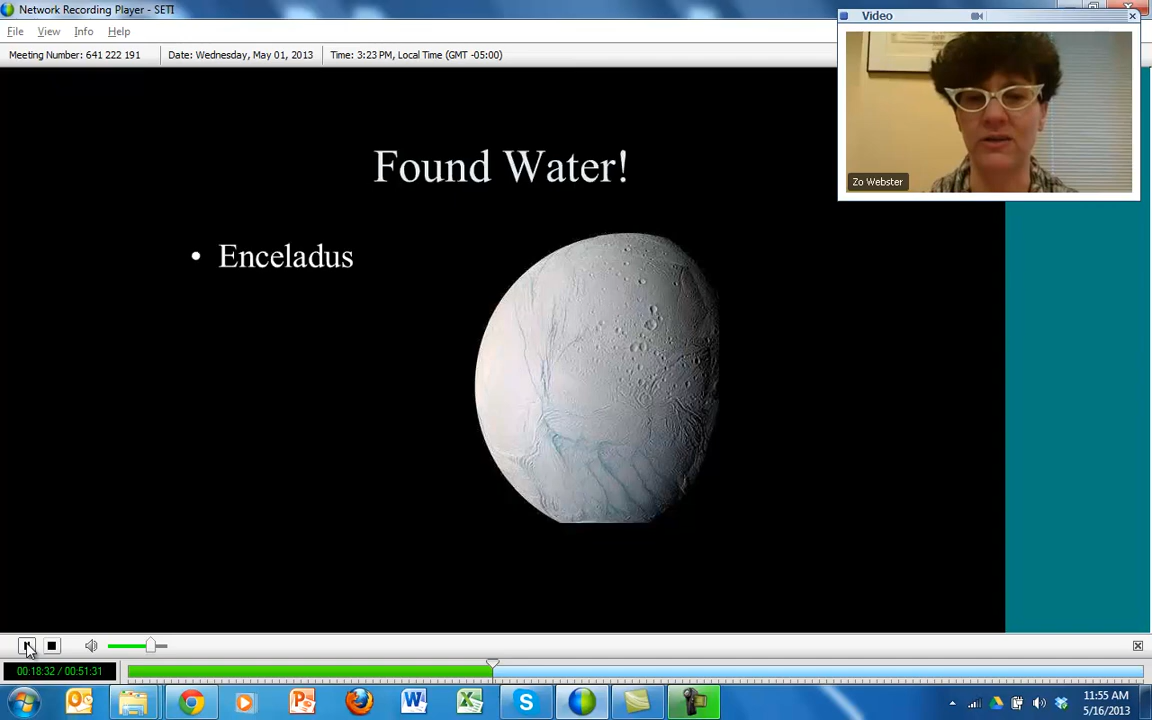 Network Recording Player - SETI
Video
File View Info Help
Meeting Number: 641 222 191 Date: Wednesday, May 01, 2013 Time: 3:23 PM, Local Time (GMT -05:00)
Found Water!
Zo Webster
• Enceladus
00:18:32 / 00:51:31
11:55 AM
5/16/2013